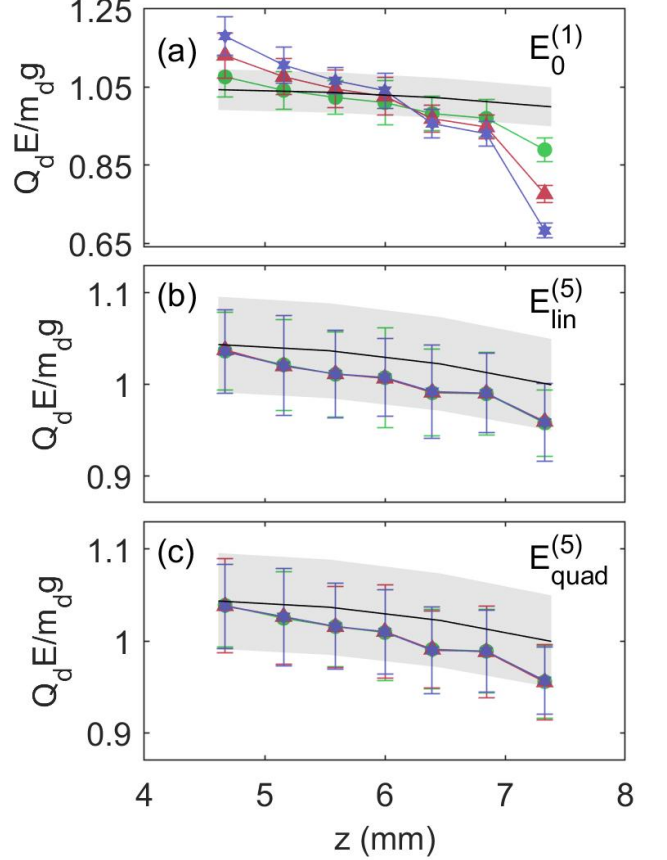 1.25
1.05
0.85
0.65
Q_dE/m_dg
(a)
E_0^(1)
1.1
1
0.9
Q_dE/m_dg
(b)
E_lin^(5)
1.1
1
0.9
Q_dE/m_dg
(c)
E_quad^(5)
4 5 6 7 8
z (mm)